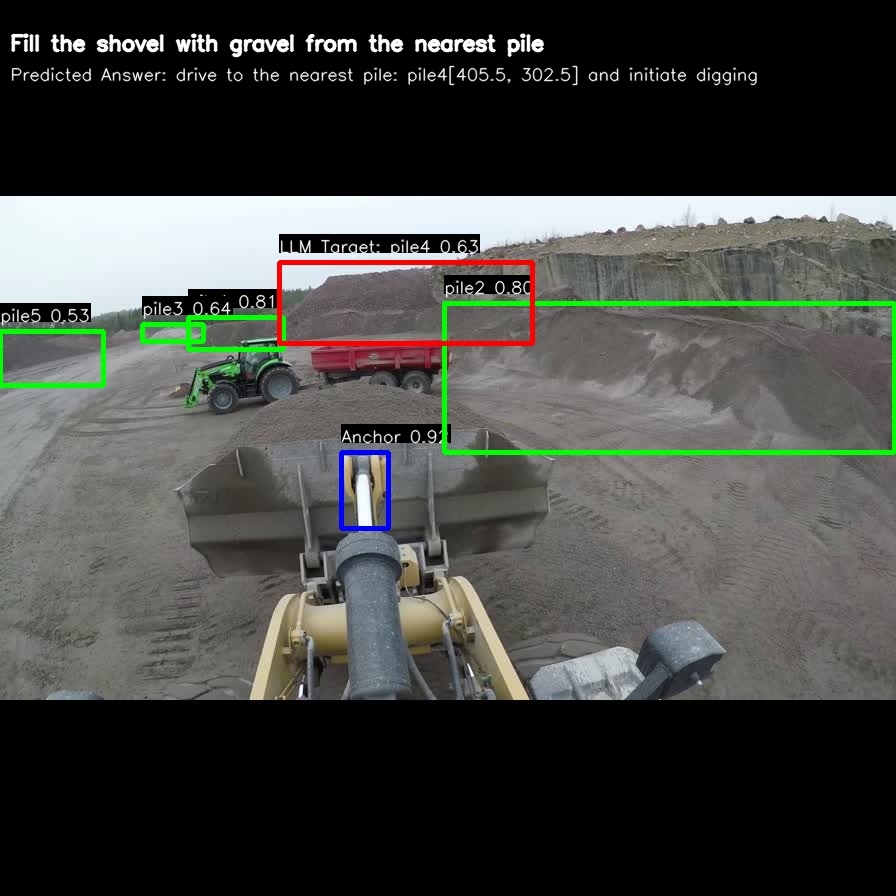 Fill the shovel with gravel from the nearest pile
Predicted Answer: drive to the nearest pile: pile4[405.5, 302.5] and initiate digging
LLM Target: pile4 0.63
pile2 0.80
0.81
pile3 0.64
pile5 0.53
Anchor 0.92